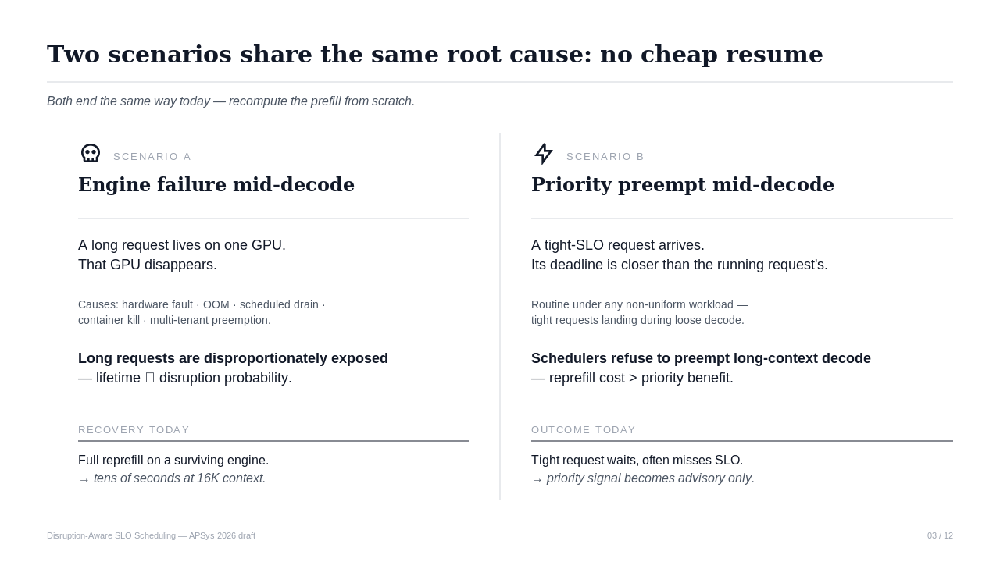 Two scenarios share the same root cause: no cheap resume
Both end the same way today — recompute the prefill from scratch.
SCENARIO A
Engine failure mid-decode
A long request lives on one GPU.
That GPU disappears.
Causes: hardware fault · OOM · scheduled drain ·
container kill · multi-tenant preemption.
Long requests are disproportionately exposed
— lifetime □ disruption probability.
RECOVERY TODAY
Full reprefill on a surviving engine.
→ tens of seconds at 16K context.
SCENARIO B
Priority preempt mid-decode
A tight-SLO request arrives.
Its deadline is closer than the running request's.
Routine under any non-uniform workload —
tight requests landing during loose decode.
Schedulers refuse to preempt long-context decode
— reprefill cost > priority benefit.
OUTCOME TODAY
Tight request waits, often misses SLO.
→ priority signal becomes advisory only.
Disruption-Aware SLO Scheduling — APSys 2026 draft
03 / 12